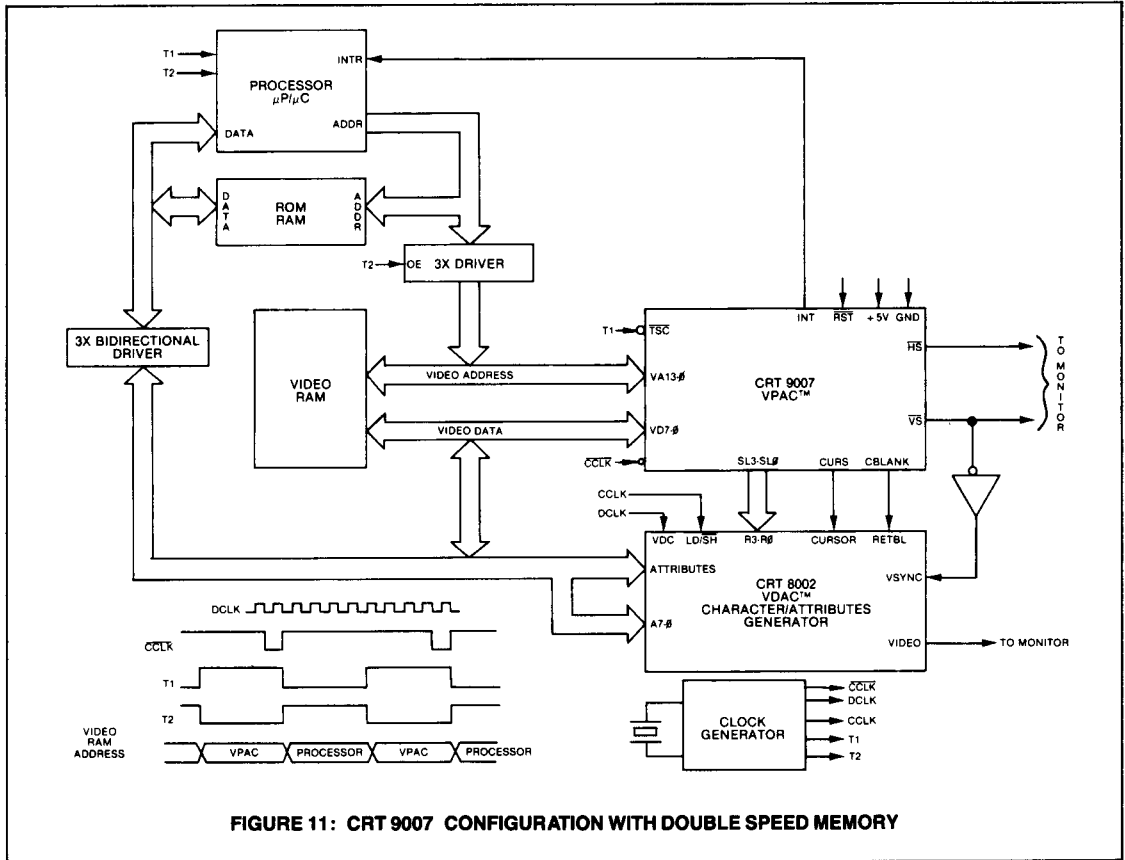 T1
T2
INTR
PROCESSOR
μP/μC
ADDR
DATA
DATA
ROM
RAM
ADDR
T2
OE 3X DRIVER
3X BIDIRECTIONAL
DRIVER
VIDEO
RAM
VIDEO ADDRESS
VIDEO DATA
INT
RST
+5V
GND
T1
TSC
HS
CRT 9007
VPAC™
VA13-Ø
VD7-Ø
VS
TO MONITOR
CCLK
SL3-SLØ
CURS
CBLANK
CCLK
DCLK
VDC
LD/SH
R3-RØ
CURSOR
RETBL
ATTRIBUTES
VSYNC
CRT 8002
VDAC™
CHARACTER/ATTRIBUTES
GENERATOR
A7-Ø
VIDEO
TO MONITOR
DCLK
CCLK
T1
T2
VIDEO
RAM
ADDRESS
VPAC
PROCESSOR
VPAC
PROCESSOR
CLOCK
GENERATOR
CCLK
DCLK
CCLK
T1
T2
FIGURE 11: CRT 9007 CONFIGURATION WITH DOUBLE SPEED MEMORY